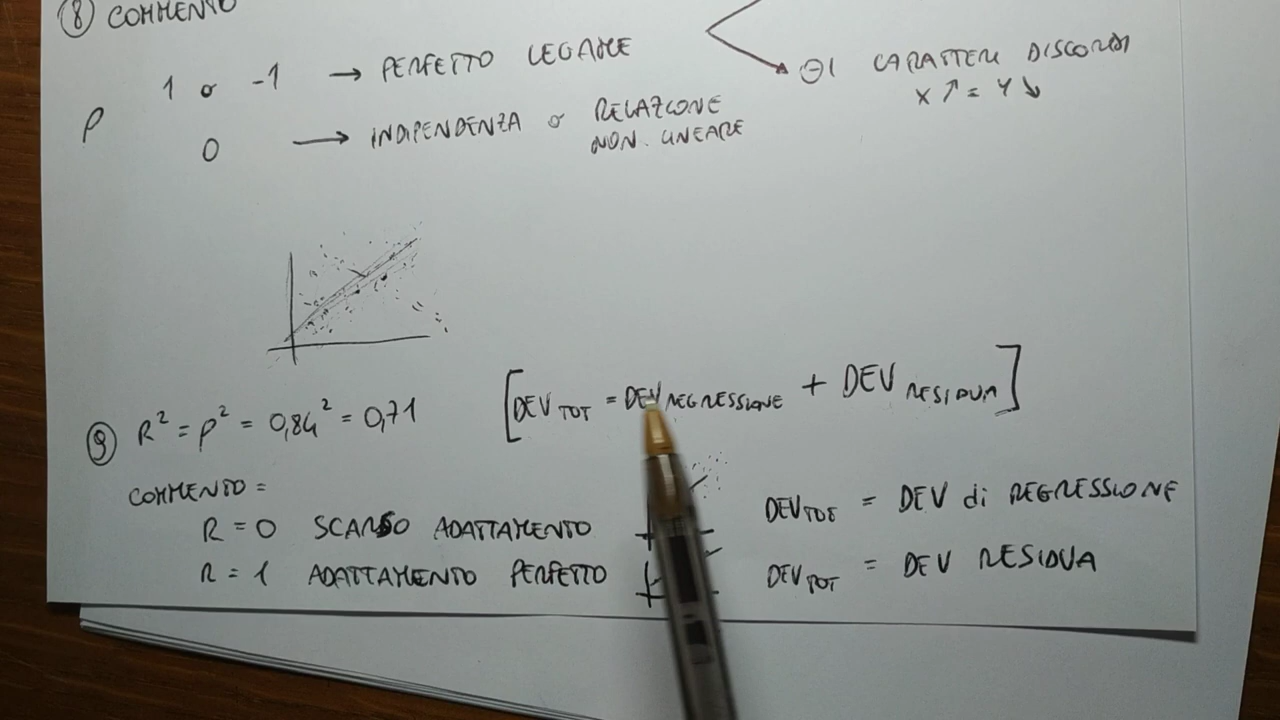 ⑧ COMMENTO
1 o -1 → PERFETTO LEGAME
⊖1 CARATTERI DISCORDI
X ↗ = Y ↘
ρ
0 → INDIPENDENZA o RELAZIONE
NON. LINEARE
[DEV TOT = DEV REGRESSIONE + DEV RESIDUA]
⑨ R² = ρ² = 0,84² = 0,71
COMMENTO =
R = 0 SCARSO ADATTAMENTO
DEV TOT = DEV di REGRESSIONE
R = 1 ADATTAMENTO PERFETTO
DEV TOT = DEV RESIDUA